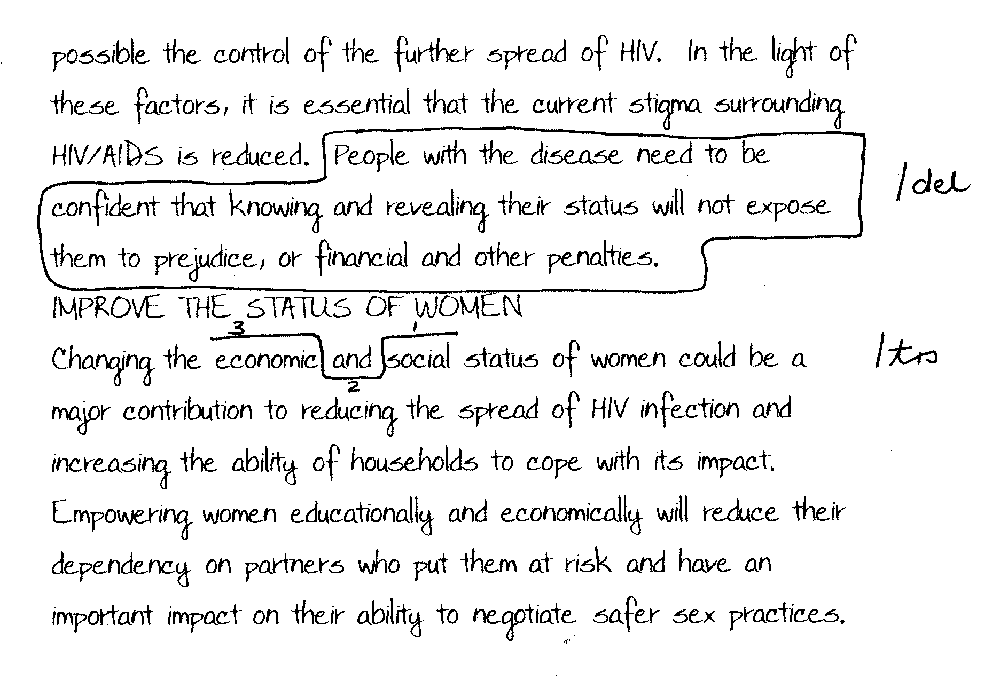 possible the control of the further spread of HIV. In the light of
these factors, it is essential that the current stigma surrounding
HIV/AIDS is reduced. People with the disease need to be
/del
confident that knowing and revealing their status will not expose
them to prejudice, or financial and other penalties.
IMPROVE THE STATUS OF WOMEN
3 1
Changing the economic and social status of women could be a /trs
2
major contribution to reducing the spread of HIV infection and
increasing the ability of households to cope with its impact.
Empowering women educationally and economically will reduce their
dependency on partners who put them at risk and have an
important impact on their ability to negotiate safer sex practices.